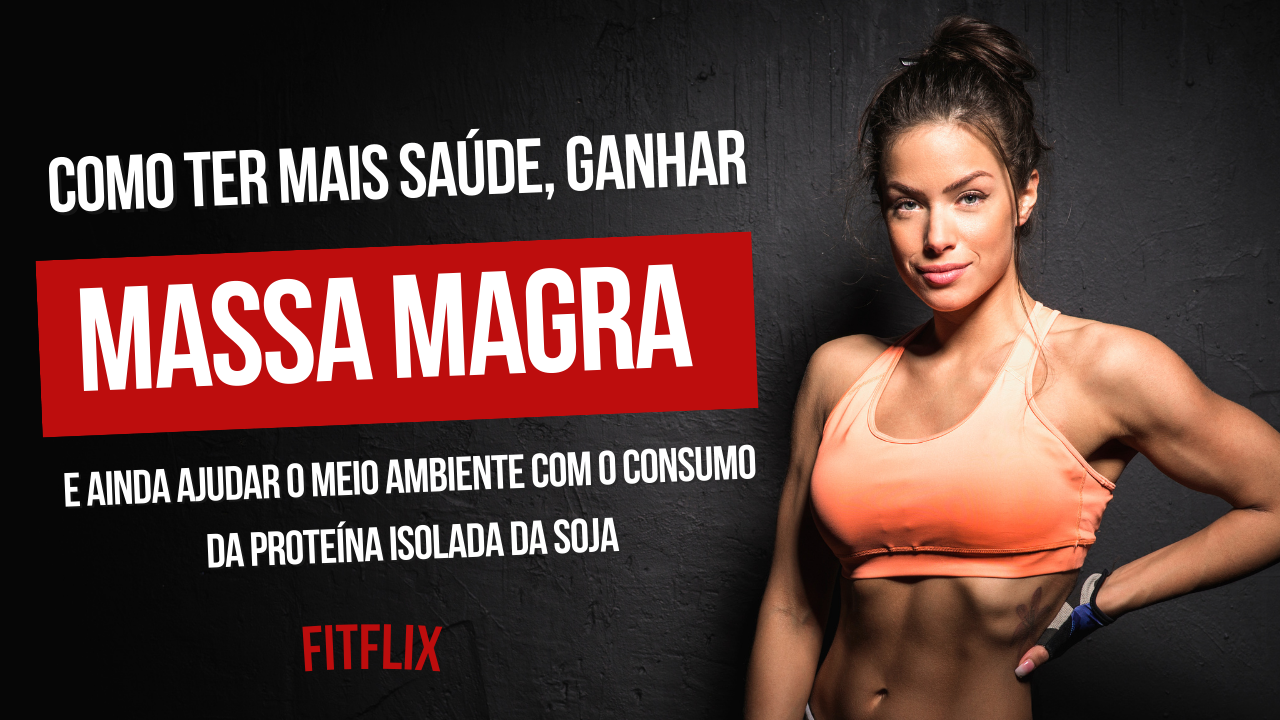 COMO TER MAIS SAÚDE, GANHAR
MASSA MAGRA
E AINDA AJUDAR O MEIO AMBIENTE COM O CONSUMO
DA PROTEÍNA ISOLADA DA SOJA
FITFLIX